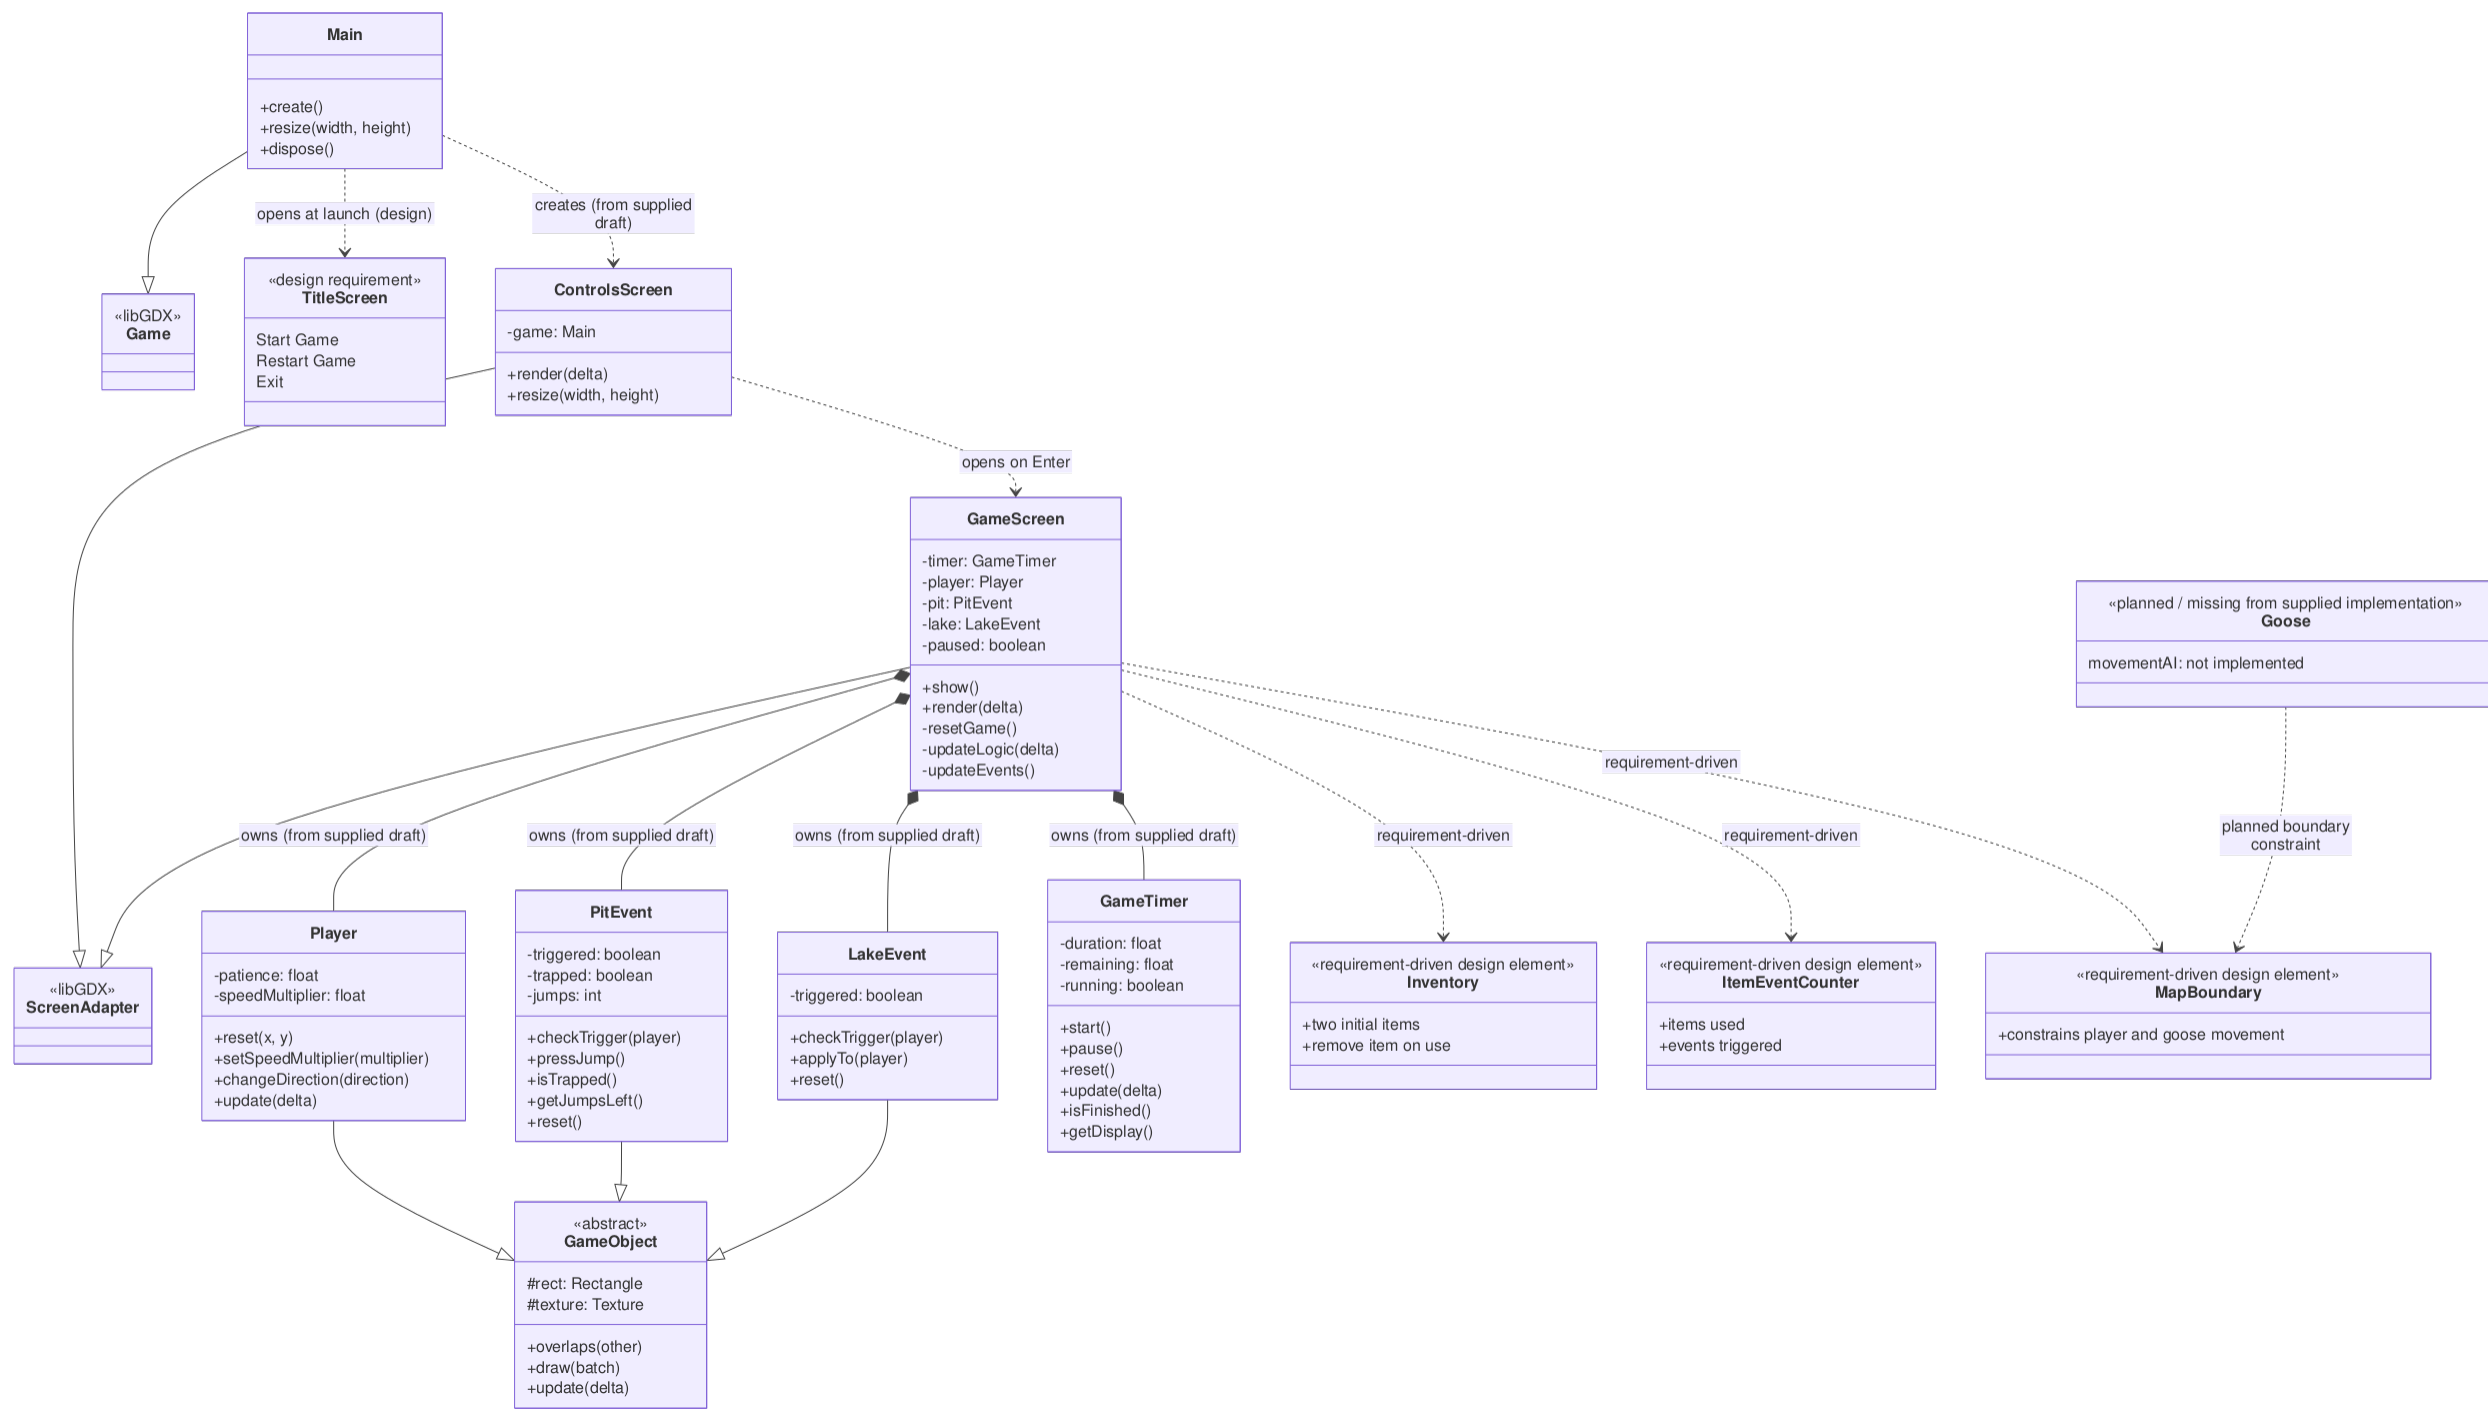 Main
+create()
+resize(width, height)
+dispose()
opens at launch (design)
creates (from supplied
draft)
«libGDX»
Game
«design requirement»
TitleScreen
Start Game
Restart Game
Exit
ControlsScreen
-game: Main
+render(delta)
+resize(width, height)
opens on Enter
GameScreen
-timer: GameTimer
-player: Player
-pit: PitEvent
-lake: LakeEvent
-paused: boolean
+show()
+render(delta)
-resetGame()
-updateLogic(delta)
-updateEvents()
«planned / missing from supplied implementation»
Goose
movementAI: not implemented
requirement-driven
owns (from supplied draft)
owns (from supplied draft)
owns (from supplied draft)
owns (from supplied draft)
requirement-driven
requirement-driven
planned boundary
constraint
«libGDX»
ScreenAdapter
Player
-patience: float
-speedMultiplier: float
+reset(x, y)
+setSpeedMultiplier(multiplier)
+changeDirection(direction)
+update(delta)
PitEvent
-triggered: boolean
-trapped: boolean
-jumps: int
+checkTrigger(player)
+pressJump()
+isTrapped()
+getJumpsLeft()
+reset()
LakeEvent
-triggered: boolean
+checkTrigger(player)
+applyTo(player)
+reset()
GameTimer
-duration: float
-remaining: float
-running: boolean
+start()
+pause()
+reset()
+update(delta)
+isFinished()
+getDisplay()
«requirement-driven design element»
Inventory
+two initial items
+remove item on use
«requirement-driven design element»
ItemEventCounter
+items used
+events triggered
«requirement-driven design element»
MapBoundary
+constrains player and goose movement
«abstract»
GameObject
#rect: Rectangle
#texture: Texture
+overlaps(other)
+draw(batch)
+update(delta)